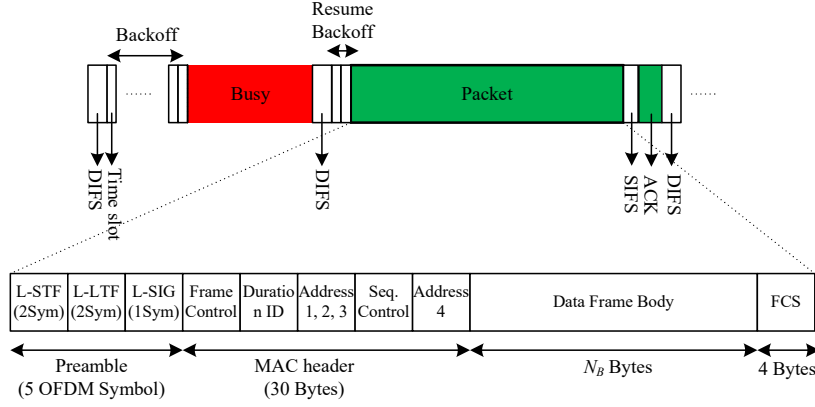 Resume
Backoff
Backoff
......
Busy
Packet
......
DIFS
Time slot
DIFS
SIFS
ACK
DIFS
L-STF
(2Sym)
L-LTF
(2Sym)
L-SIG
(1Sym)
Frame
Control
Duratio
n ID
Address
1, 2, 3
Seq.
Control
Address
4
Data Frame Body
FCS
Preamble
(5 OFDM Symbol)
MAC header
(30 Bytes)
N_B Bytes
4 Bytes